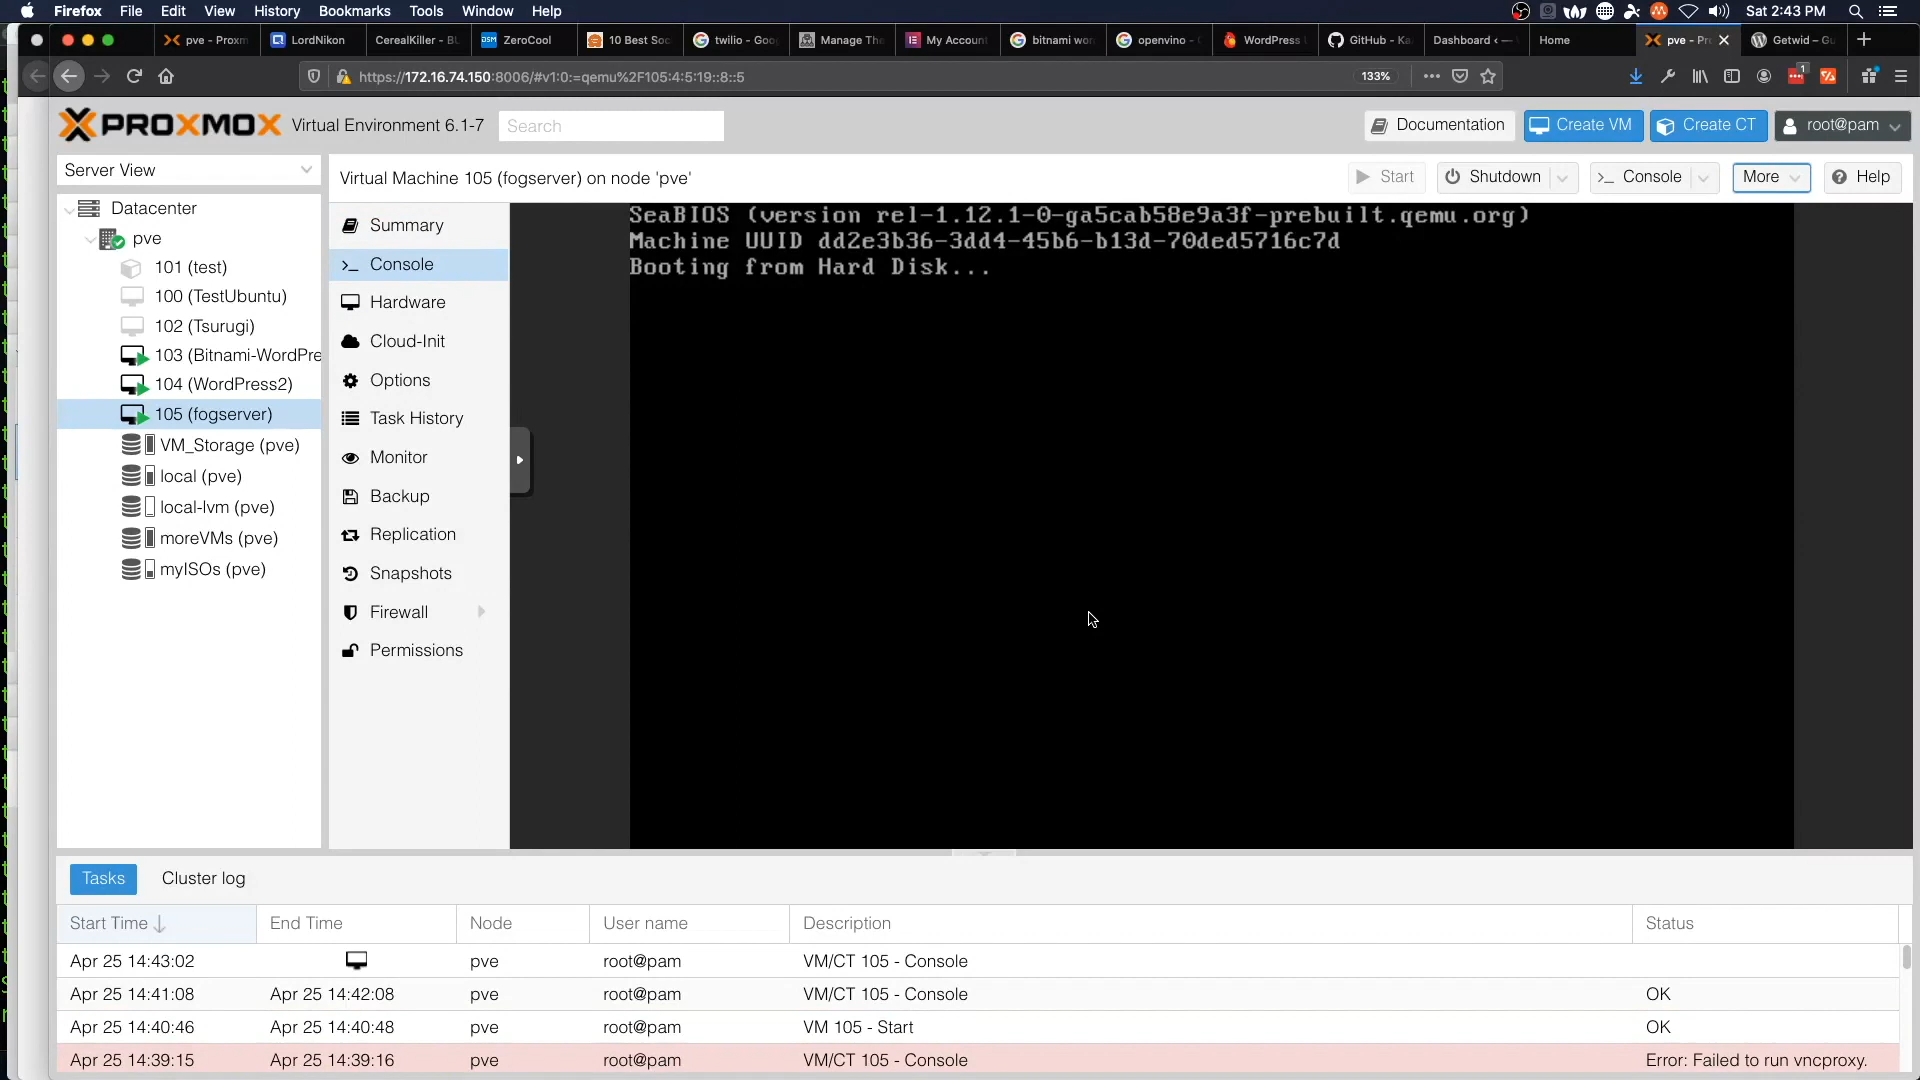 Firefox File Edit View History Bookmarks Tools Window Help
Sat 2:43 PM
pve - Proxm
LordNikon
CerealKiller - BL
DSM ZeroCool
10 Best Soc
twilio - Goo
Manage The
My Account
bitnami wor
openvino - G
WordPress
GitHub - Ka
Dashboard ‹ —
Home
pve - Pr
Getwid – Gu
https://172.16.74.150:8006/#v1:0:=qemu%2F105:4:5:19::8::5
133%
1
PROXMOX Virtual Environment 6.1-7
Search
Documentation
Create VM
Create CT
root@pam
Server View
Virtual Machine 105 (fogserver) on node 'pve'
Start
Shutdown
>_ Console
More
Help
Datacenter
pve
101 (test)
100 (TestUbuntu)
102 (Tsurugi)
103 (Bitnami-WordPre
104 (WordPress2)
105 (fogserver)
VM_Storage (pve)
local (pve)
local-lvm (pve)
moreVMs (pve)
myISOs (pve)
Summary
>_ Console
Hardware
Cloud-Init
Options
Task History
Monitor
Backup
Replication
Snapshots
Firewall
Permissions
SeaBIOS (version rel-1.12.1-0-ga5cab58e9a3f-prebuilt.qemu.org)
Machine UUID dd2e3b36-3dd4-45b6-b13d-70ded5716c7d
Booting from Hard Disk...
Tasks
Cluster log
Start Time End Time Node User name Description Status
Apr 25 14:43:02 pve root@pam VM/CT 105 - Console
Apr 25 14:41:08 Apr 25 14:42:08 pve root@pam VM/CT 105 - Console OK
Apr 25 14:40:46 Apr 25 14:40:48 pve root@pam VM 105 - Start OK
Apr 25 14:39:15 Apr 25 14:39:16 pve root@pam VM/CT 105 - Console Error: Failed to run vncproxy.